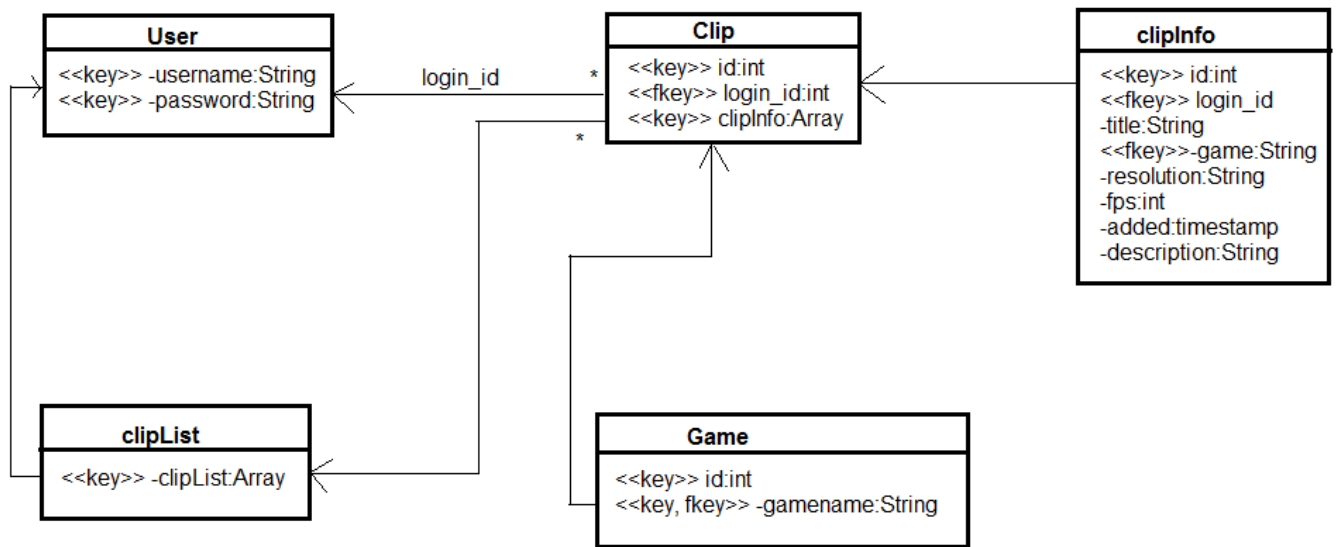 User
<<key>> -username:String
<<key>> -password:String
login_id
*
*
Clip
<<key>> id:int
<<fkey>> login_id:int
<<key>> clipInfo:Array
clipInfo
<<key>> id:int
<<fkey>> login_id
-title:String
<<fkey>>-game:String
-resolution:String
-fps:int
-added:timestamp
-description:String
clipList
<<key>> -clipList:Array
Game
<<key>> id:int
<<key, fkey>> -gamename:String